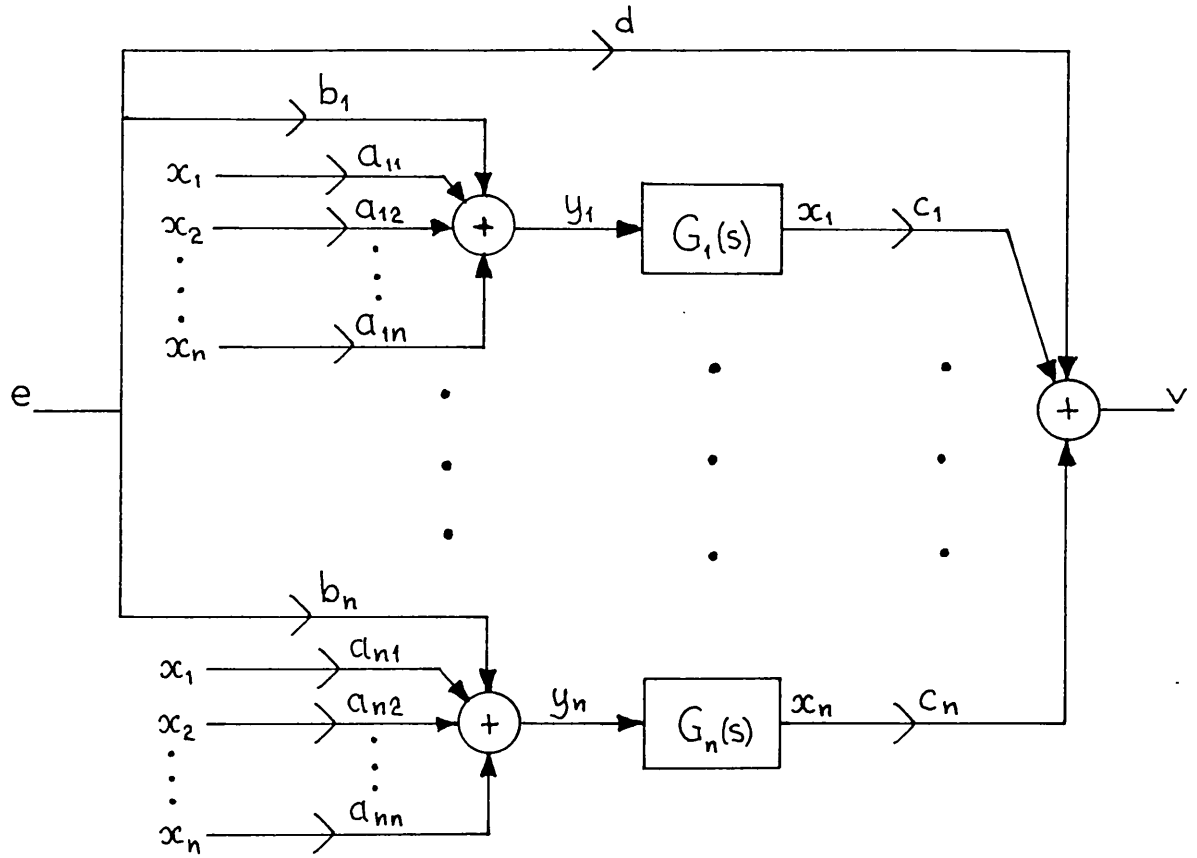 d
b₁
x₁ a₁₁
x₂ a₁₂ + y₁ G₁(s) x₁ c₁
xₙ a₁ₙ
e + v
bₙ
x₁ aₙ₁
x₂ aₙ₂ + yₙ Gₙ(s) xₙ cₙ
xₙ aₙₙ